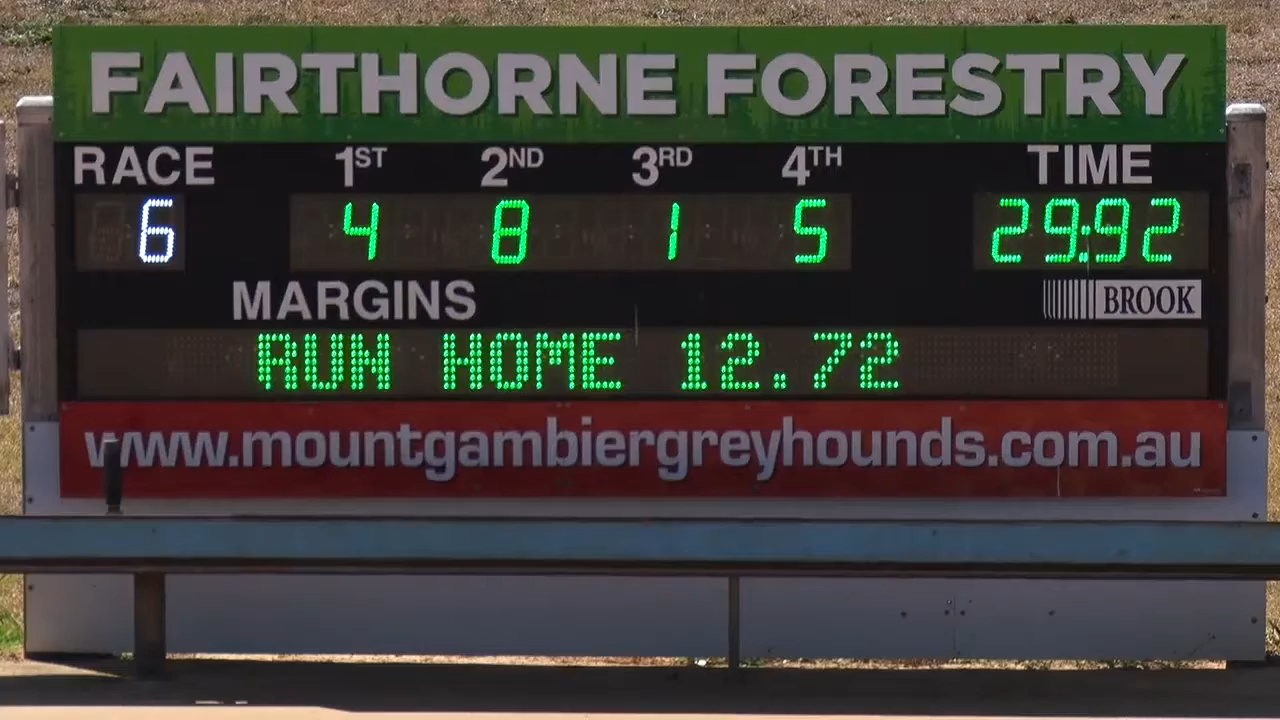 FAIRTHORNE FORESTRY
RACE 1ST 2ND 3RD 4TH TIME
6 4 8 1 5 29:92
MARGINS BROOK
RUN HOME 12.72
www.mountgambiergreyhounds.com.au